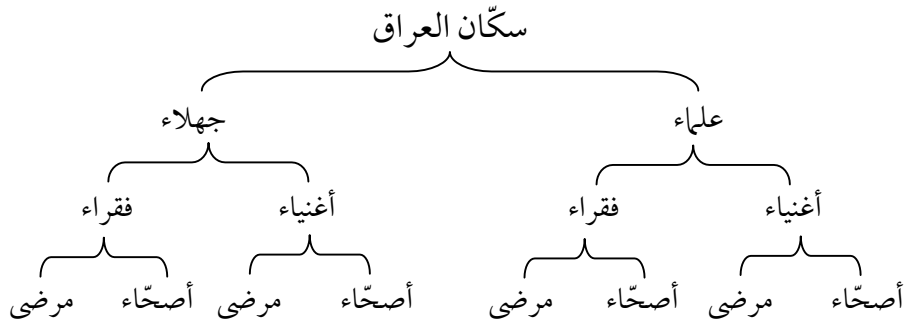 سكّان العراق
علماء جهلاء
أغنياء فقراء أغنياء فقراء
أصحّاء مرضى أصحّاء مرضى أصحّاء مرضى أصحّاء مرضى